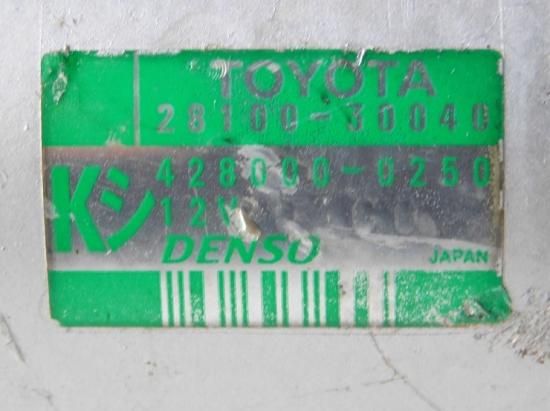 TOYOTA
28100-30040
Kシ
428000-0250
12V
DENSO
JAPAN